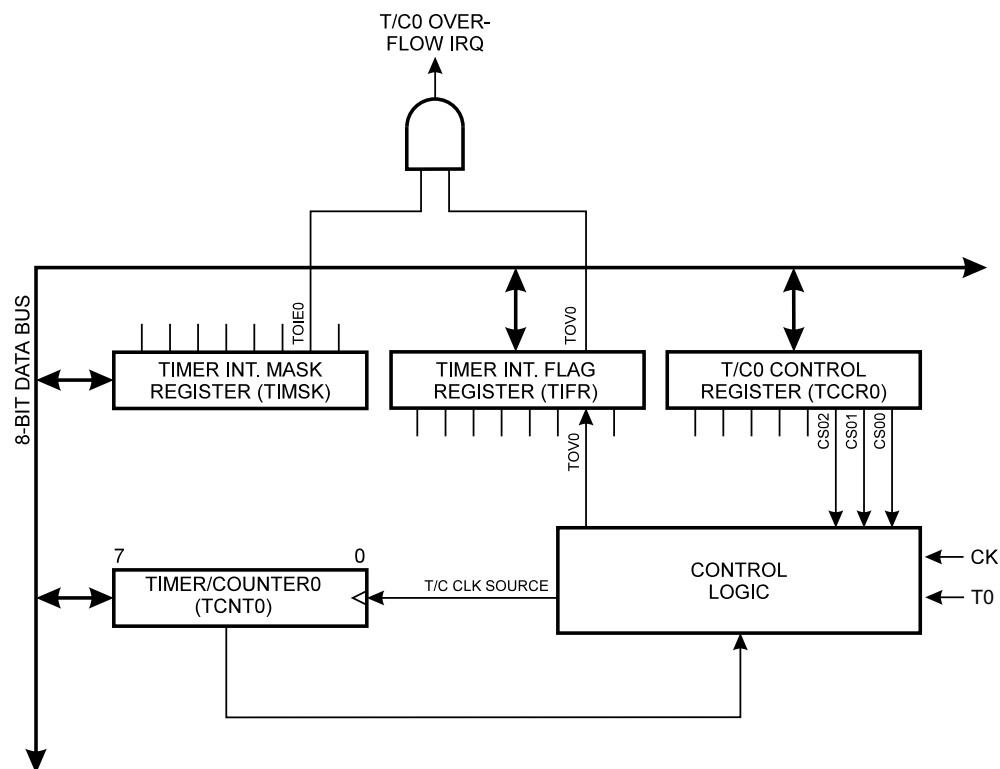 T/C0 OVER-
FLOW IRQ
8-BIT DATA BUS
TOIE0
TOV0
TIMER INT. MASK
REGISTER (TIMSK)
TIMER INT. FLAG
REGISTER (TIFR)
T/C0 CONTROL
REGISTER (TCCR0)
TOV0
CS02
CS01
CS00
7
0
TIMER/COUNTER0
(TCNT0)
T/C CLK SOURCE
CONTROL
LOGIC
CK
T0